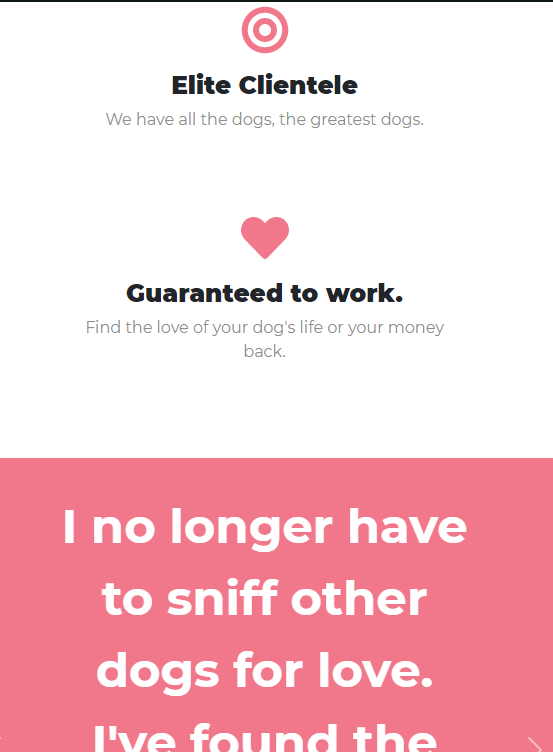 Elite Clientele
We have all the dogs, the greatest dogs.
Guaranteed to work.
Find the love of your dog's life or your money
back.
I no longer have
to sniff other
dogs for love.
I've found the